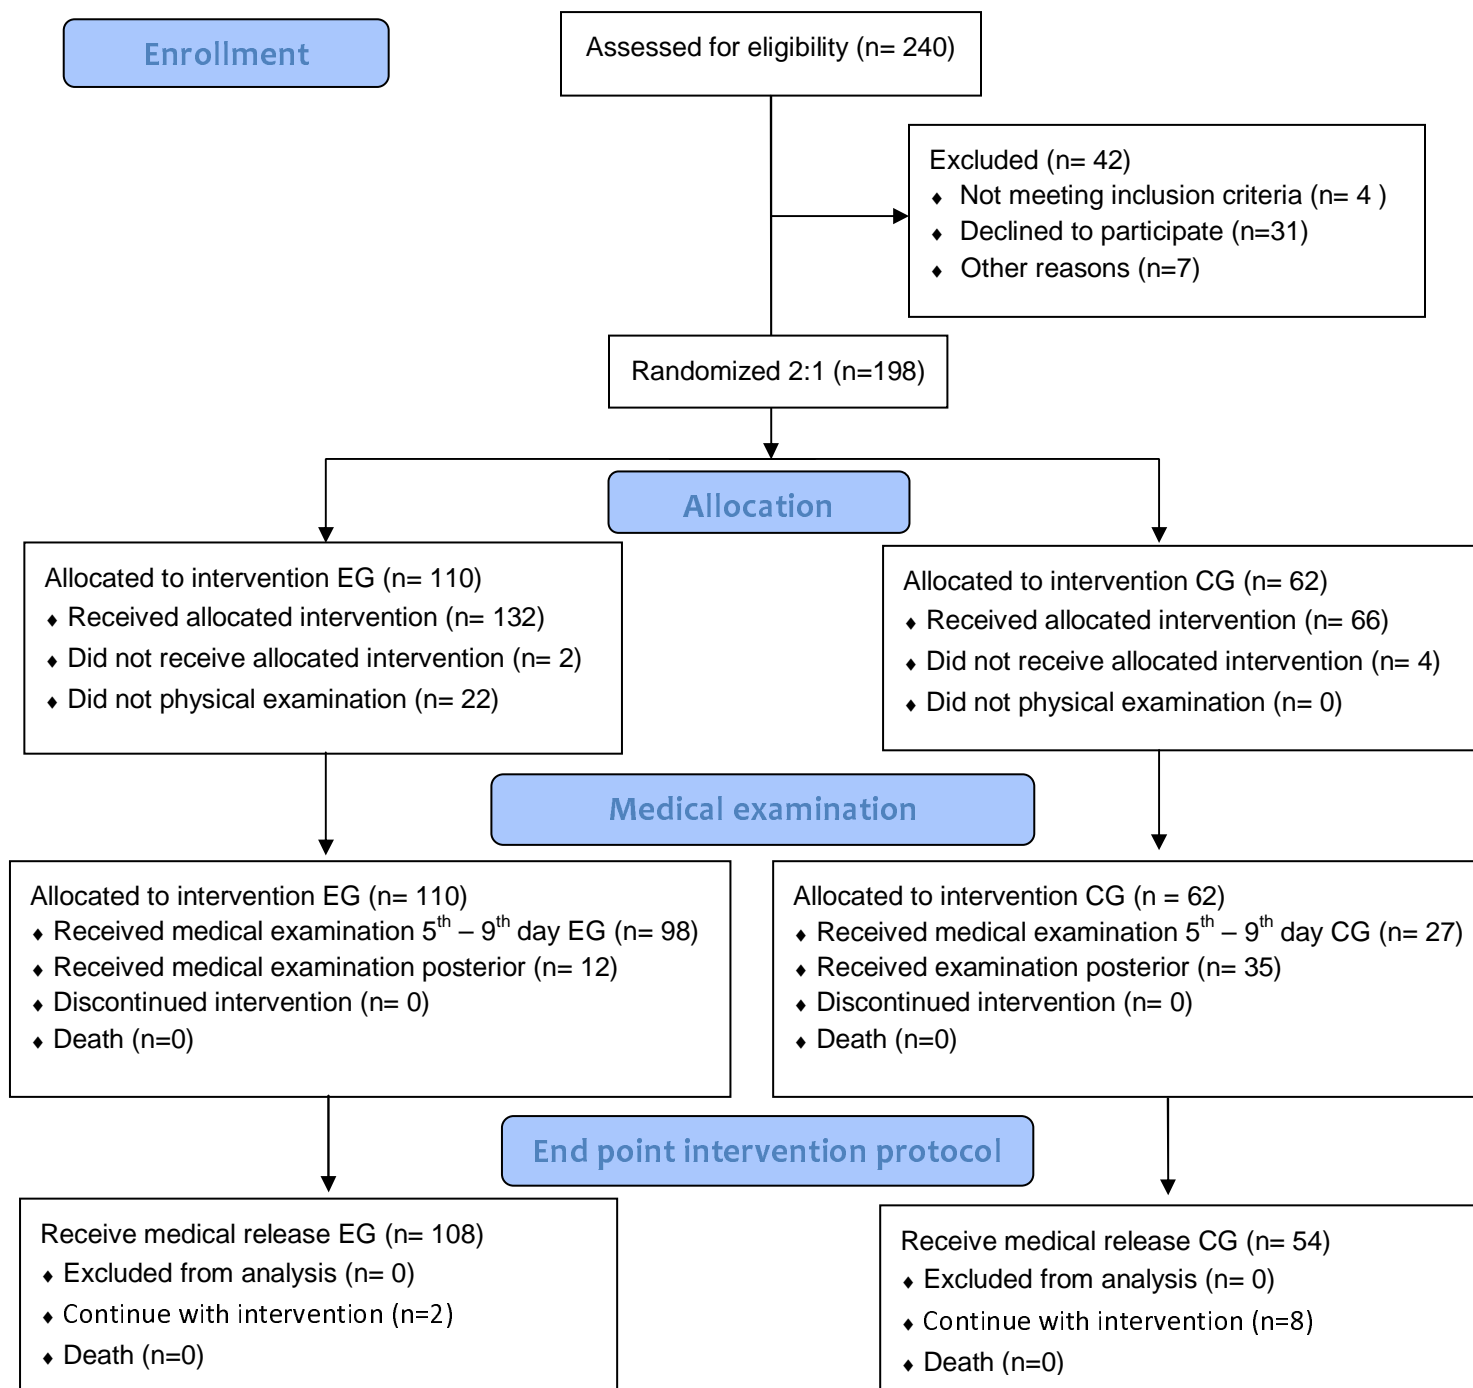 Enrollment
Assessed for eligibility (n= 240)
Excluded (n= 42)
♦ Not meeting inclusion criteria (n= 4 )
♦ Declined to participate (n=31)
♦ Other reasons (n=7)
Randomized 2:1 (n=198)
Allocation
Allocated to intervention EG (n= 110)
♦ Received allocated intervention (n= 132)
♦ Did not receive allocated intervention (n= 2)
♦ Did not physical examination (n= 22)
Allocated to intervention CG (n= 62)
♦ Received allocated intervention (n= 66)
♦ Did not receive allocated intervention (n= 4)
♦ Did not physical examination (n= 0)
Medical examination
Allocated to intervention EG (n= 110)
♦ Received medical examination 5th – 9th day EG (n= 98)
♦ Received medical examination posterior (n= 12)
♦ Discontinued intervention (n= 0)
♦ Death (n=0)
Allocated to intervention CG (n = 62)
♦ Received medical examination 5th – 9th day CG (n= 27)
♦ Received examination posterior (n= 35)
♦ Discontinued intervention (n= 0)
♦ Death (n=0)
End point intervention protocol
Receive medical release EG (n= 108)
♦ Excluded from analysis (n= 0)
♦ Continue with intervention (n=2)
♦ Death (n=0)
Receive medical release CG (n= 54)
♦ Excluded from analysis (n= 0)
♦ Continue with intervention (n=8)
♦ Death (n=0)